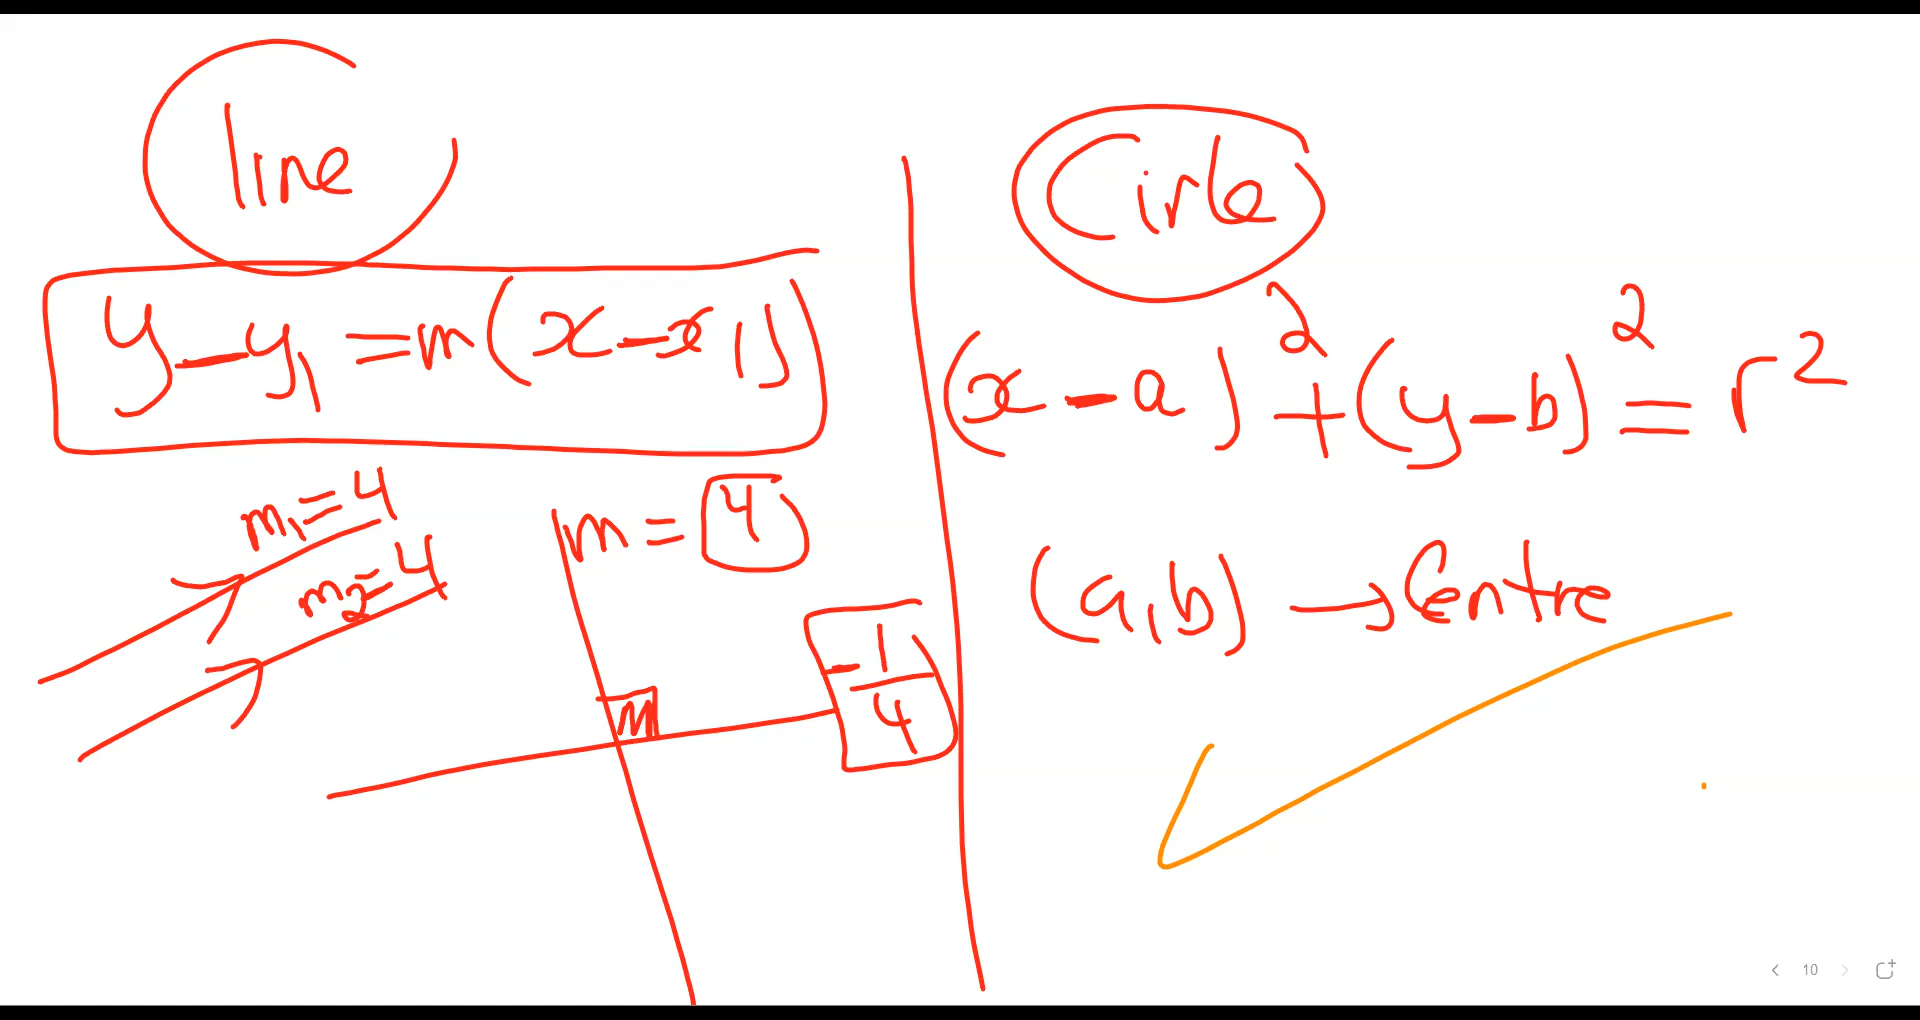 line
y - y₁ = m(x - x₁)
m₁ = 4
m₂ = 4
m = 4
-1/4
Cirle
(x - a)² + (y - b)² = r²
(a, b) → Centre
10